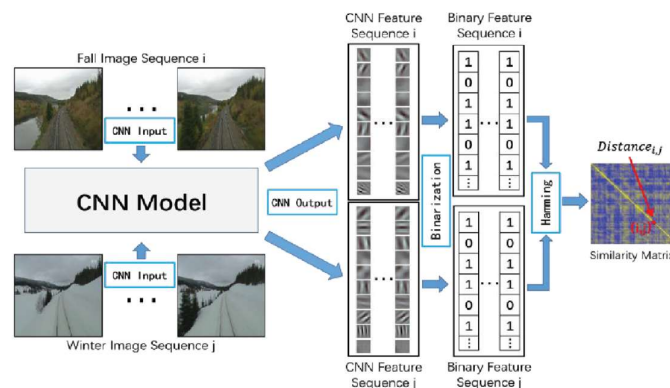 Fall Image Sequence i
...
CNN Input
CNN Model
CNN Input
...
Winter Image Sequence j
CNN Output
CNN Feature
Sequence i
...
...
CNN Feature
Sequence j
Binarization
Binary Feature
Sequence i
1 1
0 0
1 1
1 ... 1
0 0
1 1
⋮ ⋮
1 1
0 0
1 1
1 ... 1
0 0
1 1
⋮ ⋮
Binary Feature
Sequence j
Hamming
Distance i,j
(i,j)
Similarity Matrix